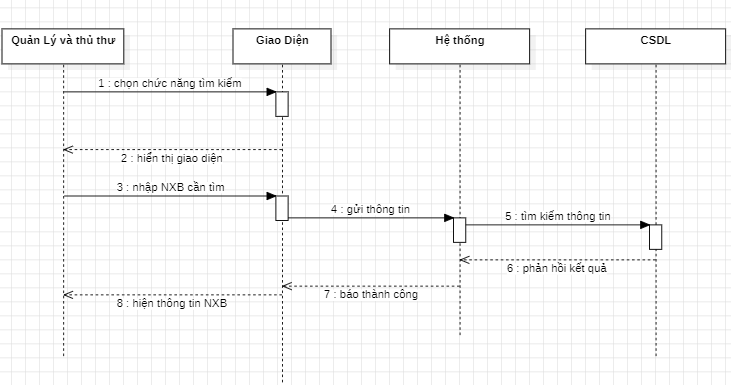 Quản Lý và thủ thư
Giao Diện
Hệ thống
CSDL
1 : chọn chức năng tìm kiếm
2 : hiển thị giao diện
3 : nhập NXB cần tìm
4 : gửi thông tin
5 : tìm kiếm thông tin
6 : phản hồi kết quả
7 : báo thành công
8 : hiện thông tin NXB